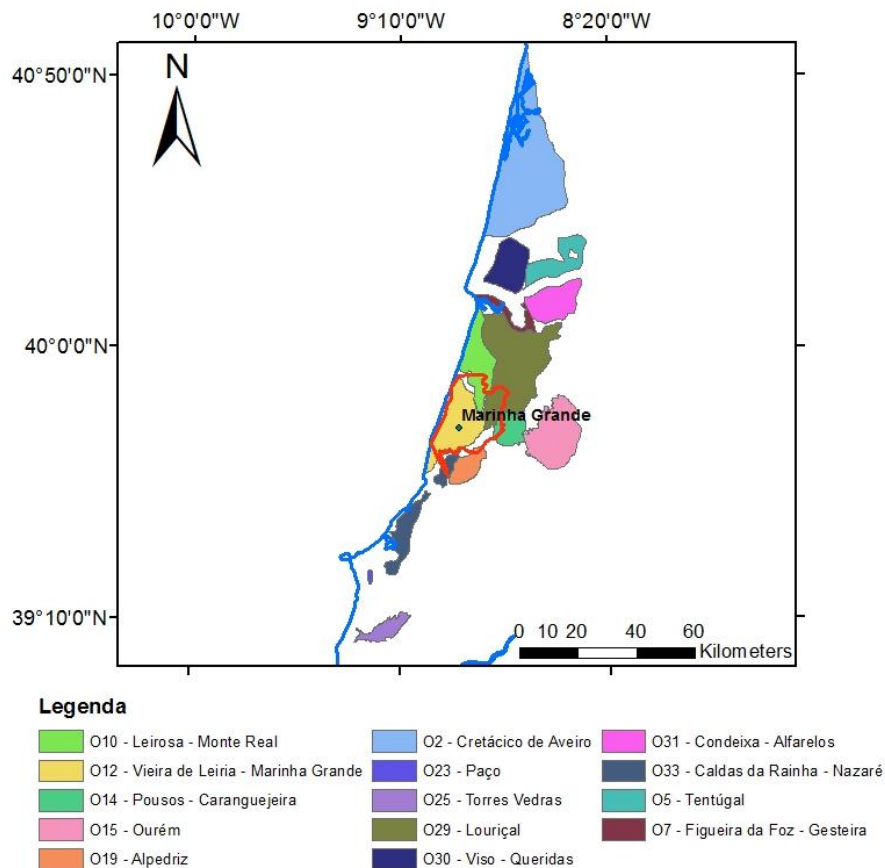 10°0'0"W 9°10'0"W 8°20'0"W
40°50'0"N
N
40°0'0"N
Marinha Grande
39°10'0"N
0 10 20 40 60
Kilometers
Legenda
O10 - Leirosa - Monte Real
O12 - Vieira de Leiria - Marinha Grande
O14 - Pousos - Caranguejeira
O15 - Ourém
O19 - Alpedriz
O2 - Cretácico de Aveiro
O23 - Paço
O25 - Torres Vedras
O29 - Louriçal
O30 - Viso - Queridas
O31 - Condeixa - Alfarelos
O33 - Caldas da Rainha - Nazaré
O5 - Tentúgal
O7 - Figueira da Foz - Gesteira